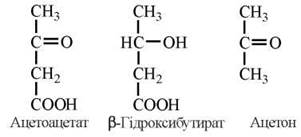 CH₃ CH₃ CH₃
C=O HC—OH C=O
CH₂ CH₂ CH₃
COOH COOH
Ацетоацетат β-Гідроксибутират Ацетон